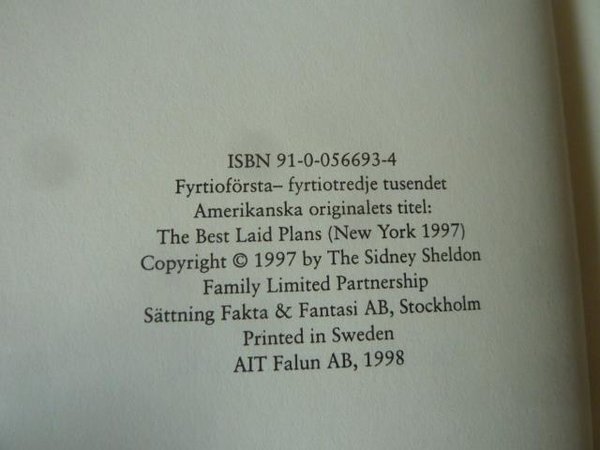 ISBN 91-0-056693-4
Fyrtioförsta– fyrtiotredje tusendet
Amerikanska originalets titel:
The Best Laid Plans (New York 1997)
Copyright © 1997 by The Sidney Sheldon
Family Limited Partnership
Sättning Fakta & Fantasi AB, Stockholm
Printed in Sweden
AIT Falun AB, 1998